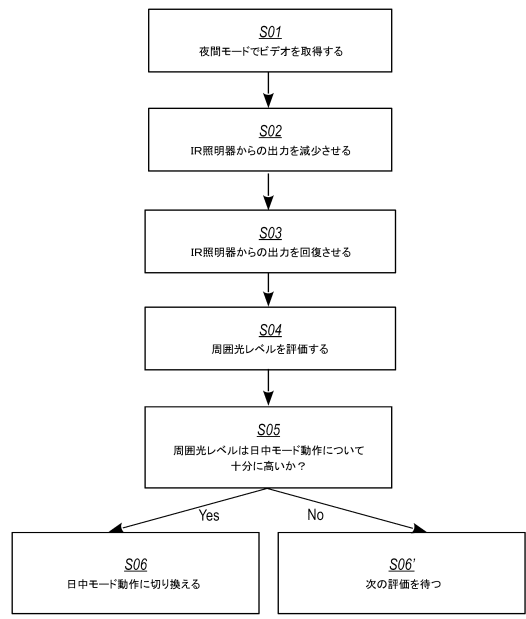 S01
夜間モードでビデオを取得する
S02
IR照明器からの出力を減少させる
S03
IR照明器からの出力を回復させる
S04
周囲光レベルを評価する
S05
周囲光レベルは日中モード動作について
十分に高いか？
Yes
No
S06
日中モード動作に切り換える
S06'
次の評価を待つ